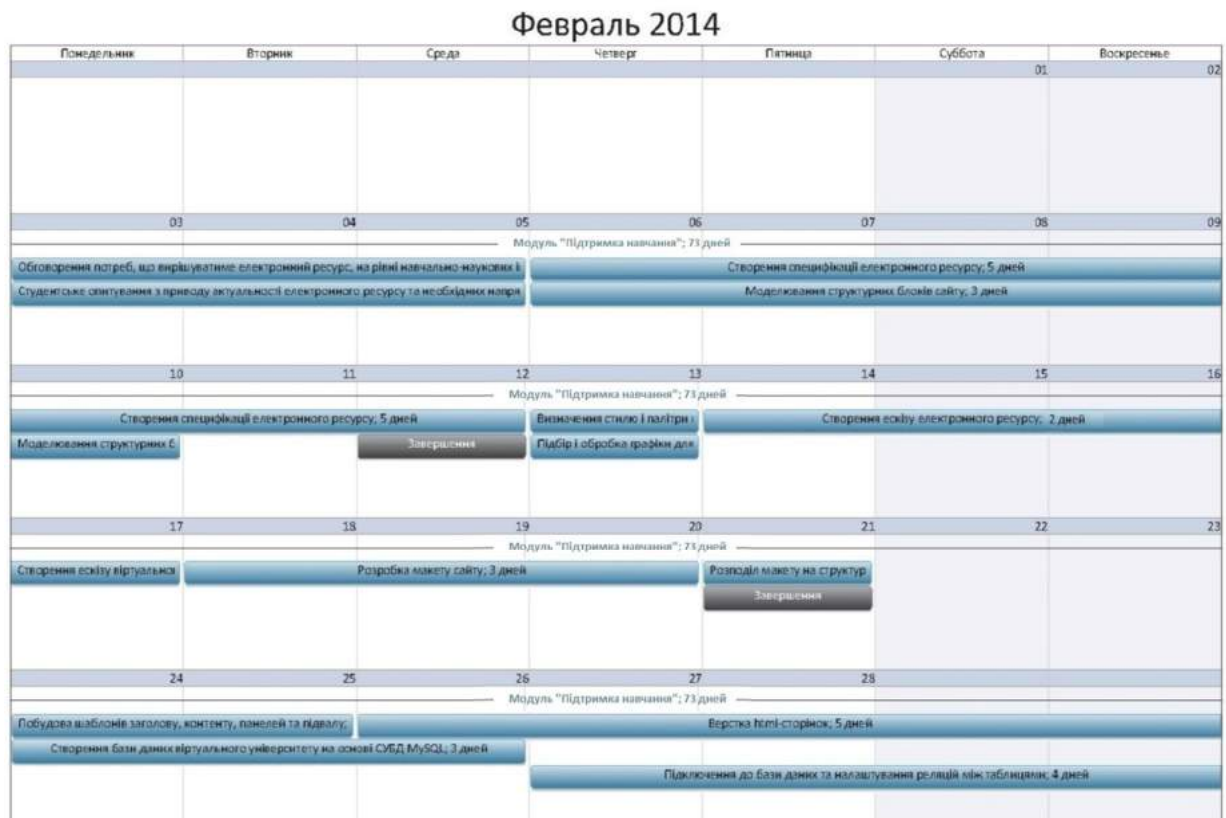 Февраль 2014
Понедельник Вторник Среда Четверг Пятница Суббота Воскресенье
01 02
03 04 05 06 07 08 09
Модуль "Підтримка навчання"; 73 дней
Обговорення потреб, що вирішуватиме електронний ресурс, на рівні навчально-наукових і Створення специфікації електронного ресурсу; 5 дней
Студентське опитування з приводу актуальності електронного ресурсу та необхідних напря Моделювання структурних блоків сайту; 3 дней
10 11 12 13 14 15 16
Модуль "Підтримка навчання"; 73 дней
Створення специфікації електронного ресурсу; 5 дней Визначення стилю і палітри Створення ескізу електронного ресурсу; 2 дней
Моделювання структурних б Завершення Підбір і обробка графіки для
17 18 19 20 21 22 23
Модуль "Підтримка навчання"; 73 дней
Створення ескізу віртуально Розробка макету сайту; 3 дней Розподіл макету на структур
Завершення
24 25 26 27 28
Модуль "Підтримка навчання"; 73 дней
Побудова шаблонів заголову, контенту, панелей та підвалу; Верстка html-сторінок; 5 дней
Створення бази даних віртуального університету на основі СУБД MySQL; 3 дней
Підключення до бази даних та налаштування реляцій між таблицями; 4 дней